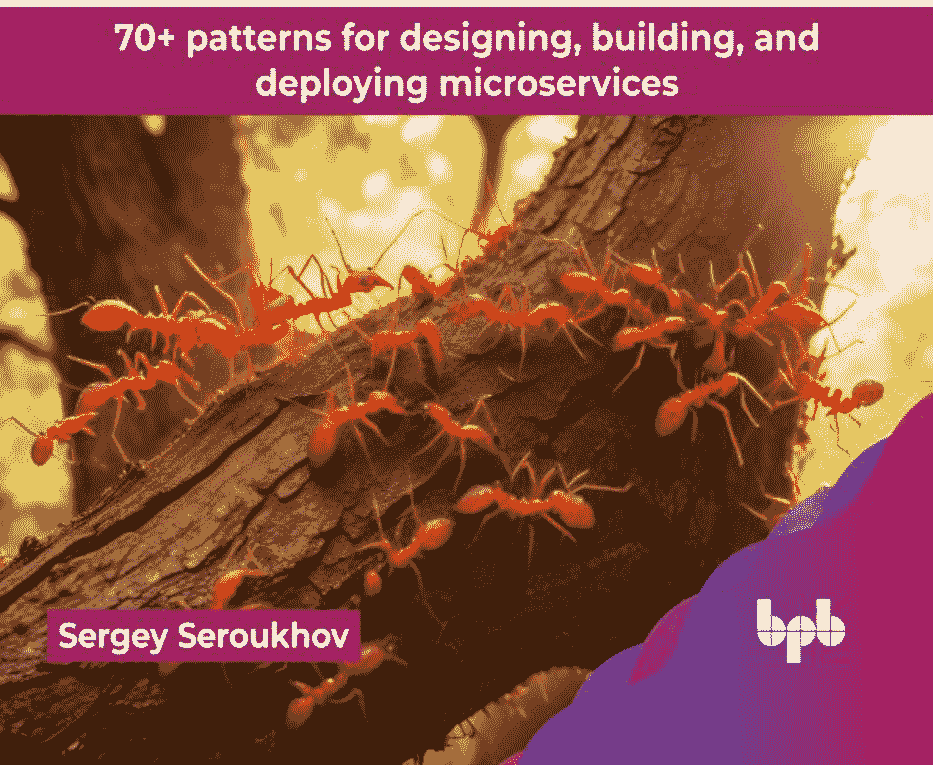 70+ patterns for designing, building, and
deploying microservices
Sergey Seroukhov
bpb